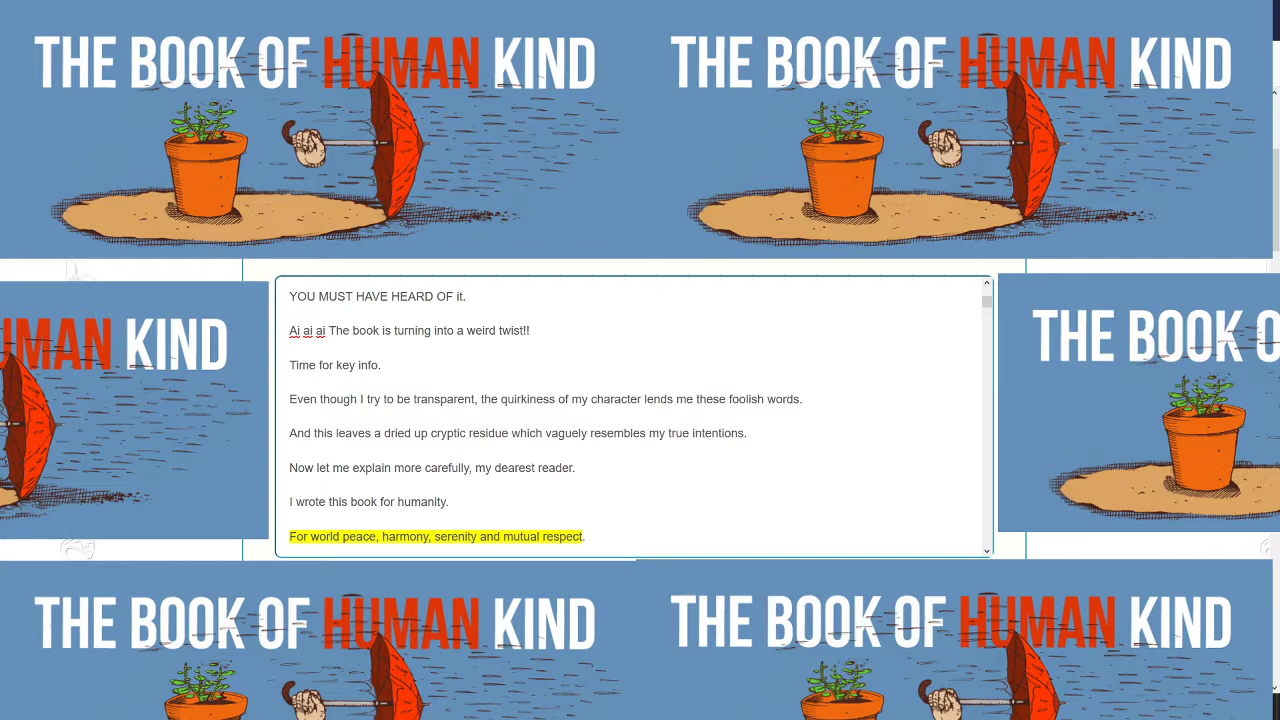 THE BOOK OF HUMAN KIND
THE BOOK OF HUMAN KIND
YOU MUST HAVE HEARD OF it.
Ai ai ai The book is turning into a weird twist!!
Time for key info.
Even though I try to be transparent, the quirkiness of my character lends me these foolish words.
And this leaves a dried up cryptic residue which vaguely resembles my true intentions.
Now let me explain more carefully, my dearest reader.
I wrote this book for humanity.
For world peace, harmony, serenity and mutual respect.
UMAN KIND
THE BOOK O
THE BOOK OF HUMAN KIND
THE BOOK OF HUMAN KIND